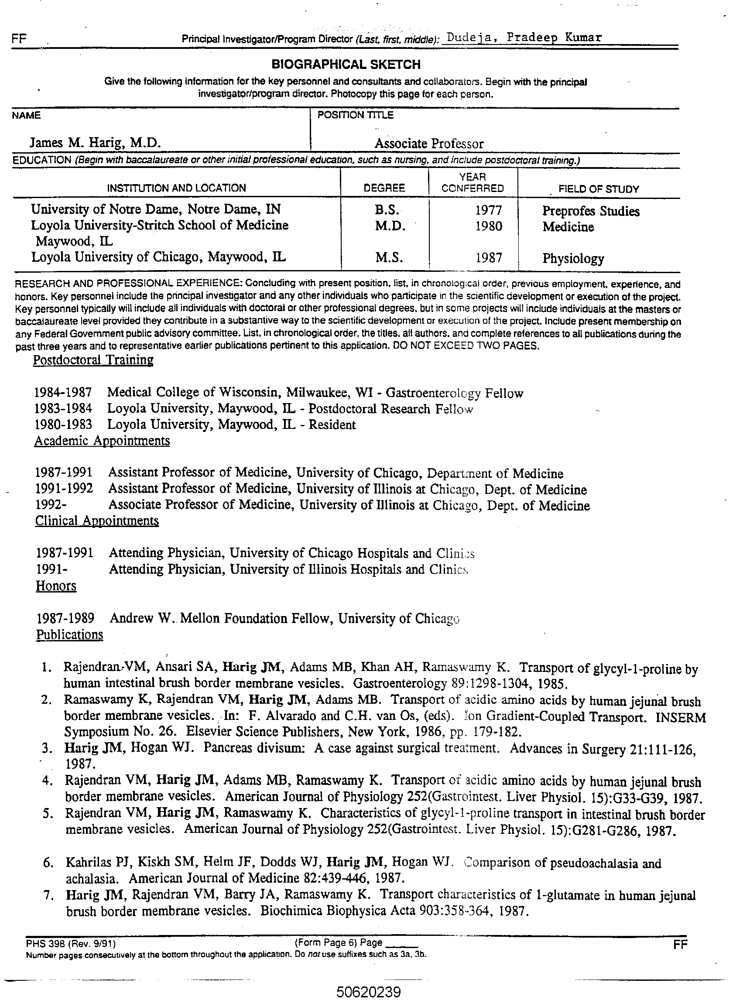 FF Principal Investigator/Program Director (Last, first, middle): Dudeja, Pradeep Kumar
BIOGRAPHICAL SKETCH
Give the following information for the key personnel and consultants and collaborators. Begin with the principal
investigator/program director. Photocopy this page for each person.
NAME POSITION TITLE
James M. Harig, M.D. Associate Professor
EDUCATION (Begin with baccalaureate or other initial professional education, such as nursing, and include postdoctoral training.)
INSTITUTION AND LOCATION DEGREE YEAR CONFERRED FIELD OF STUDY
University of Notre Dame, Notre Dame, IN B.S. 1977 Preprofes Studies
Loyola University-Stritch School of Medicine M.D. 1980 Medicine
Maywood, IL
Loyola University of Chicago, Maywood, IL M.S. 1987 Physiology
RESEARCH AND PROFESSIONAL EXPERIENCE: Concluding with present position, list, in chronological order, previous employment, experience, and
honors. Key personnel include the principal investigator and any other individuals who participate in the scientific development or execution of the project.
Key personnel typically will include all individuals with doctoral or other professional degrees, but in some projects will include individuals at the masters or
baccalaureate level provided they contribute in a substantive way to the scientific development or execution of the project. Include present membership on
any Federal Government public advisory committee. List, in chronological order, the titles, all authors, and complete references to all publications during the
past three years and to representative earlier publications pertinent to this application. DO NOT EXCEED TWO PAGES.
Postdoctoral Training
1984-1987 Medical College of Wisconsin, Milwaukee, WI - Gastroenterology Fellow
1983-1984 Loyola University, Maywood, IL - Postdoctoral Research Fellow
1980-1983 Loyola University, Maywood, IL - Resident
Academic Appointments
1987-1991 Assistant Professor of Medicine, University of Chicago, Department of Medicine
1991-1992 Assistant Professor of Medicine, University of Illinois at Chicago, Dept. of Medicine
1992- Associate Professor of Medicine, University of Illinois at Chicago, Dept. of Medicine
Clinical Appointments
1987-1991 Attending Physician, University of Chicago Hospitals and Clinics
1991- Attending Physician, University of Illinois Hospitals and Clinics
Honors
1987-1989 Andrew W. Mellon Foundation Fellow, University of Chicago
Publications
1. Rajendran VM, Ansari SA, Harig JM, Adams MB, Khan AH, Ramaswamy K. Transport of glycyl-1-proline by
human intestinal brush border membrane vesicles. Gastroenterology 89:1298-1304, 1985.
2. Ramaswamy K, Rajendran VM, Harig JM, Adams MB. Transport of acidic amino acids by human jejunal brush
border membrane vesicles. In: F. Alvarado and C.H. van Os, (eds). Ion Gradient-Coupled Transport. INSERM
Symposium No. 26. Elsevier Science Publishers, New York, 1986, pp. 179-182.
3. Harig JM, Hogan WJ. Pancreas divisum: A case against surgical treatment. Advances in Surgery 21:111-126,
1987.
4. Rajendran VM, Harig JM, Adams MB, Ramaswamy K. Transport of acidic amino acids by human jejunal brush
border membrane vesicles. American Journal of Physiology 252(Gastrointest. Liver Physiol. 15):G33-G39, 1987.
5. Rajendran VM, Harig JM, Ramaswamy K. Characteristics of glycyl-1-proline transport in intestinal brush border
membrane vesicles. American Journal of Physiology 252(Gastrointest. Liver Physiol. 15):G281-G286, 1987.
6. Kahrilas PJ, Kiskh SM, Helm JF, Dodds WJ, Harig JM, Hogan WJ. Comparison of pseudoachalasia and
achalasia. American Journal of Medicine 82:439-446, 1987.
7. Harig JM, Rajendran VM, Barry JA, Ramaswamy K. Transport characteristics of 1-glutamate in human jejunal
brush border membrane vesicles. Biochimica Biophysica Acta 903:358-364, 1987.
PHS 398 (Rev. 9/91) (Form Page 6) Page FF
Number pages consecutively at the bottom throughout the application. Do not use suffixes such as 3a, 3b.
50620239